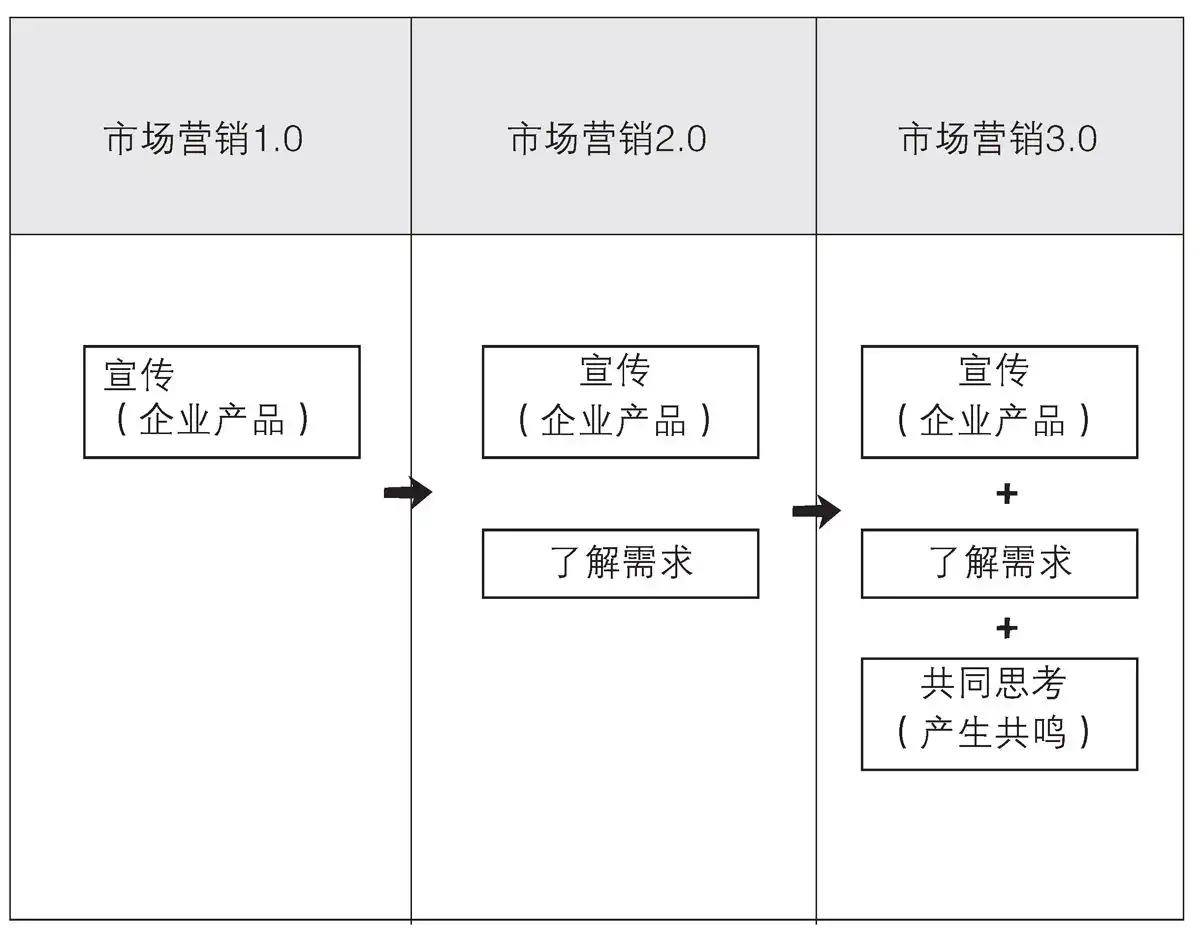 市场营销1.0
市场营销2.0
市场营销3.0
宣传
（企业产品）
宣传
（企业产品）
了解需求
宣传
（企业产品）
+
了解需求
+
共同思考
（产生共鸣）